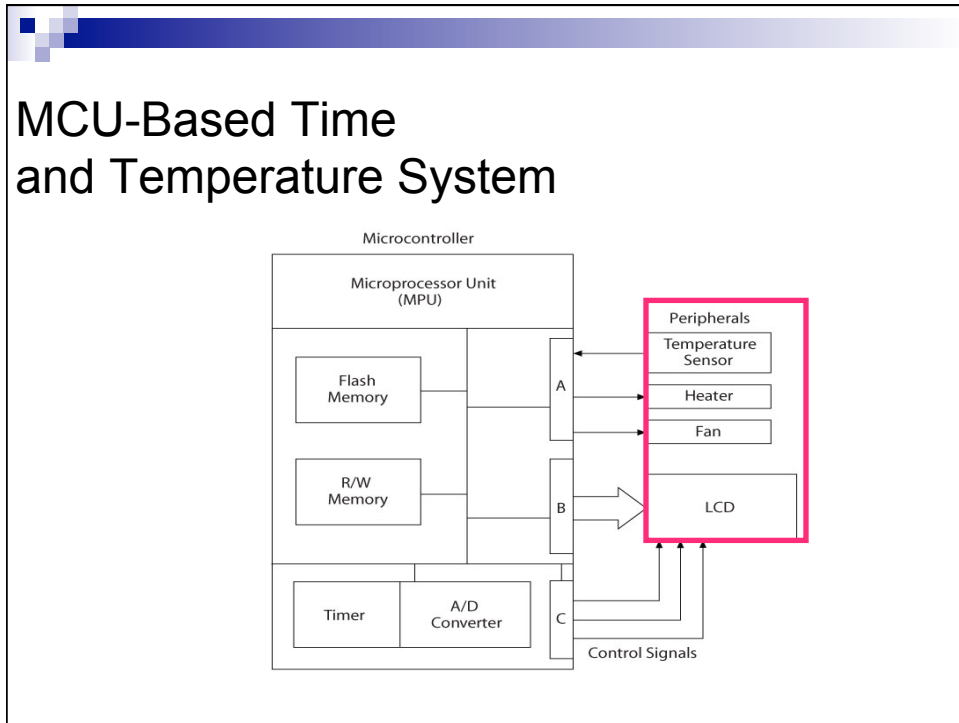 MCU-Based Time
and Temperature System
Microcontroller
Microprocessor Unit
(MPU)
Peripherals
Temperature
Sensor
Flash
Memory
A
Heater
Fan
R/W
Memory
B
LCD
Timer
A/D
Converter
C
Control Signals